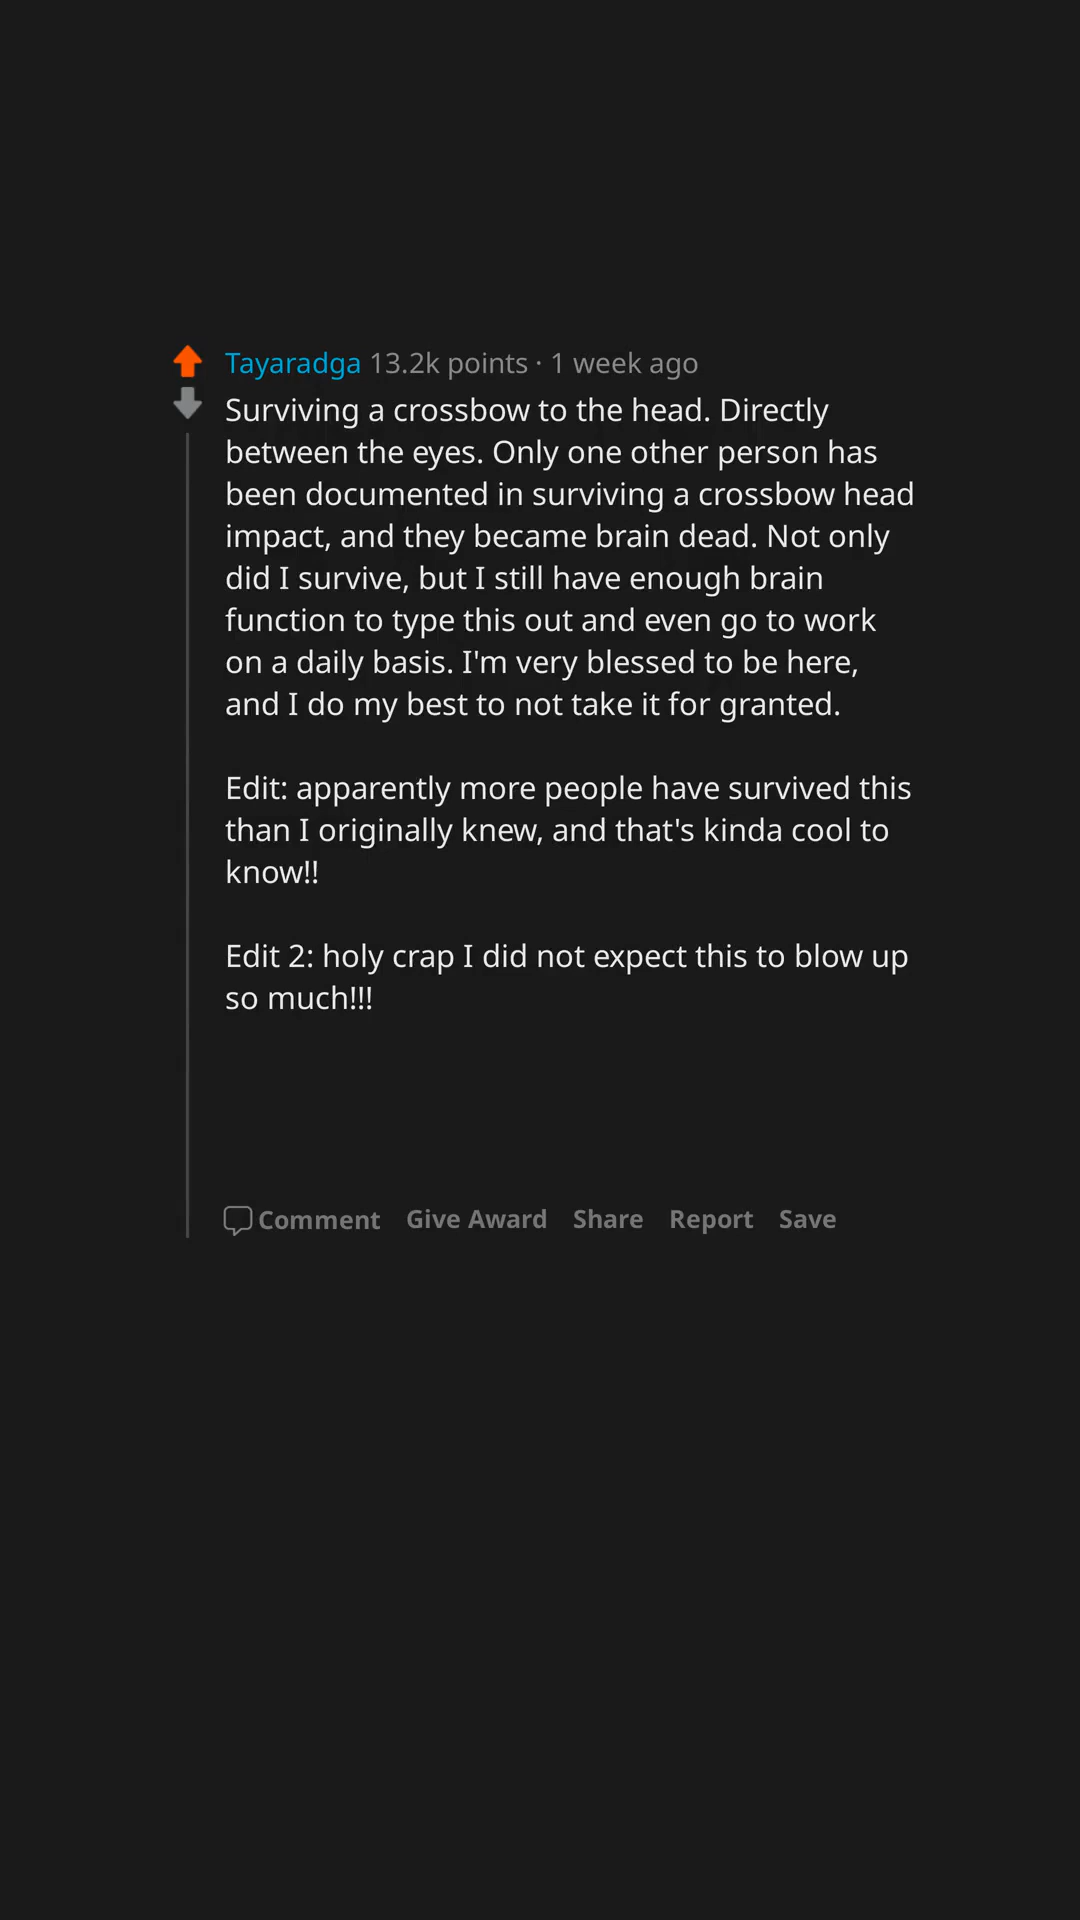 Tayaradga 13.2k points · 1 week ago
Surviving a crossbow to the head. Directly
between the eyes. Only one other person has
been documented in surviving a crossbow head
impact, and they became brain dead. Not only
did I survive, but I still have enough brain
function to type this out and even go to work
on a daily basis. I'm very blessed to be here,
and I do my best to not take it for granted.
Edit: apparently more people have survived this
than I originally knew, and that's kinda cool to
know!!
Edit 2: holy crap I did not expect this to blow up
so much!!!
Comment Give Award Share Report Save